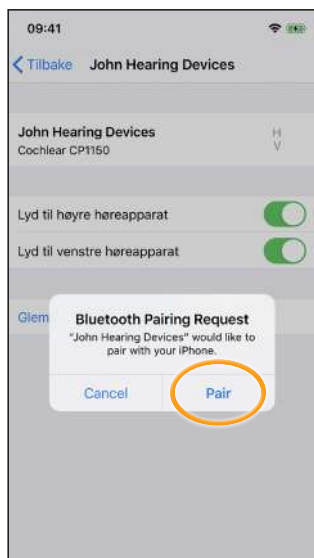 09:41
Tilbake John Hearing Devices
John Hearing Devices
Cochlear CP1150
H
V
Lyd til høyre høreapparat
Lyd til venstre høreapparat
Glem
Bluetooth Pairing Request
“John Hearing Devices” would like to
pair with your iPhone.
Cancel Pair